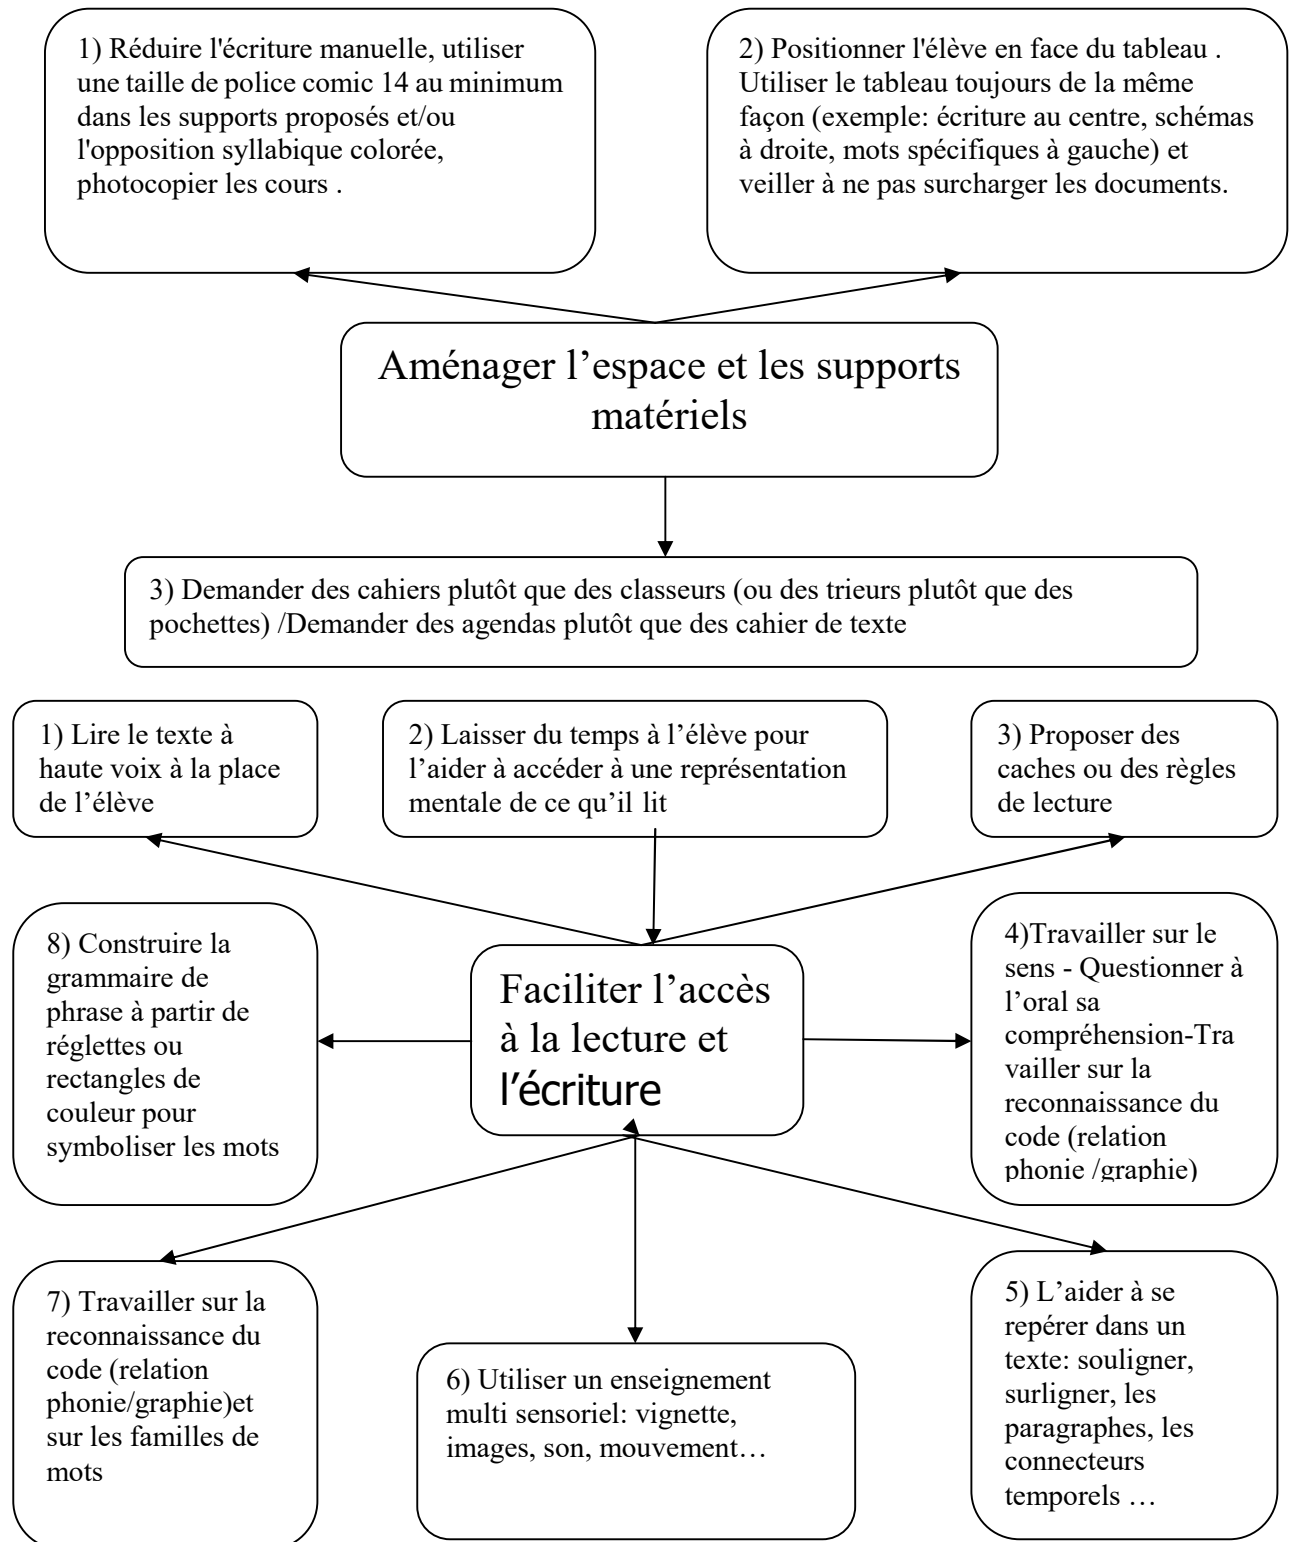 1) Réduire l'écriture manuelle, utiliser
une taille de police comic 14 au minimum
dans les supports proposés et/ou
l'opposition syllabique colorée,
photocopier les cours .
2) Positionner l'élève en face du tableau .
Utiliser le tableau toujours de la même
façon (exemple: écriture au centre, schémas
à droite, mots spécifiques à gauche) et
veiller à ne pas surcharger les documents.
Aménager l’espace et les supports
matériels
3) Demander des cahiers plutôt que des classeurs (ou des trieurs plutôt que des
pochettes) /Demander des agendas plutôt que des cahier de texte
1) Lire le texte à
haute voix à la place
de l’élève
2) Laisser du temps à l’élève pour
l’aider à accéder à une représentation
mentale de ce qu’il lit
3) Proposer des
caches ou des règles
de lecture
8) Construire la
grammaire de
phrase à partir de
réglettes ou
rectangles de
couleur pour
symboliser les mots
Faciliter l’accès
à la lecture et
l’écriture
4)Travailler sur le
sens - Questionner à
l’oral sa
compréhension-Tra
vailler sur la
reconnaissance du
code (relation
phonie /graphie)
7) Travailler sur la
reconnaissance du
code (relation
phonie/graphie)et
sur les familles de
mots
6) Utiliser un enseignement
multi sensoriel: vignette,
images, son, mouvement…
5) L’aider à se
repérer dans un
texte: souligner,
surligner, les
paragraphes, les
connecteurs
temporels …